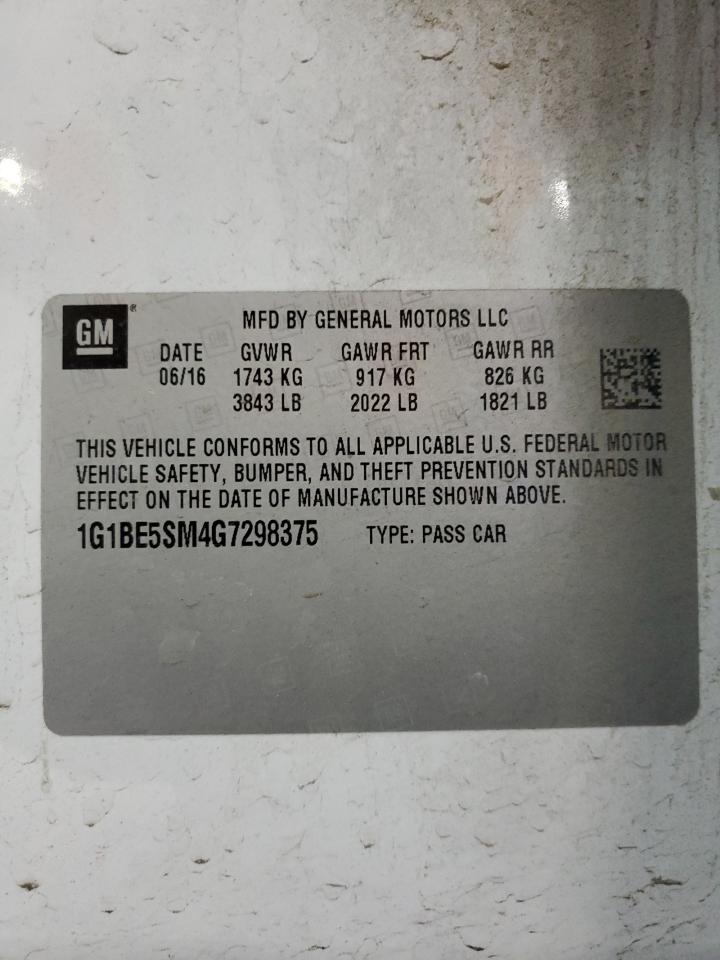 GM®
MFD BY GENERAL MOTORS LLC
DATE GVWR GAWR FRT GAWR RR
06/16 1743 KG 917 KG 826 KG
3843 LB 2022 LB 1821 LB
THIS VEHICLE CONFORMS TO ALL APPLICABLE U.S. FEDERAL MOTOR
VEHICLE SAFETY, BUMPER, AND THEFT PREVENTION STANDARDS IN
EFFECT ON THE DATE OF MANUFACTURE SHOWN ABOVE.
1G1BE5SM4G7298375 TYPE: PASS CAR